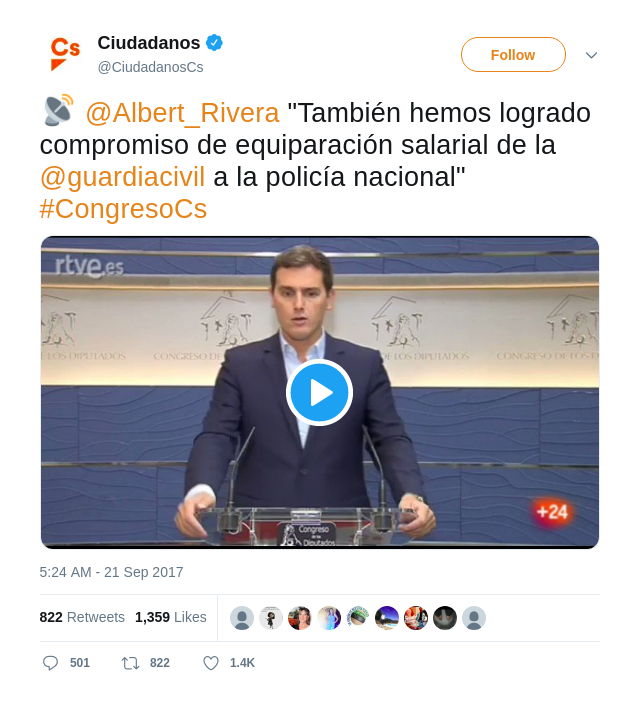 Cs
Ciudadanos
@CiudadanosCs
Follow
@Albert_Rivera "También hemos logrado
compromiso de equiparación salarial de la
@guardiacivil a la policía nacional"
#CongresoCs
rtve.es
E LOS DIPUTADOS CONGRESO DE LOS DIPUTADOS CONGRESO DE LOS D
+24
Congreso
de los
Diputados
5:24 AM - 21 Sep 2017
822 Retweets 1,359 Likes
501 822 1.4K